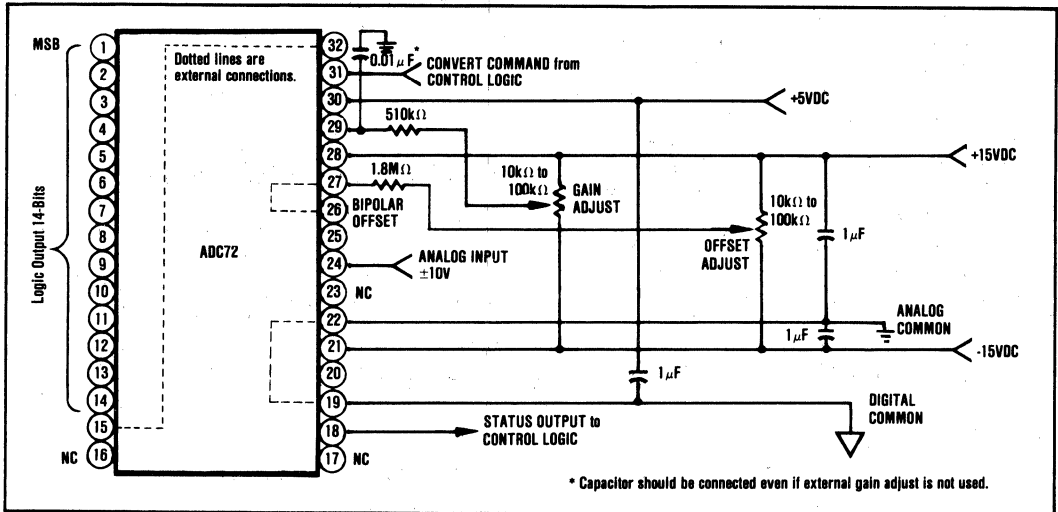 MSB
Logic Output 14-Bits
1
2
3
4
5
6
7
8
9
10
11
12
13
14
15
NC 16
Dotted lines are
external connections.
ADC72
32
31
30
29
28
27
26
25
24
23 NC
22
21
20
19
18
17 NC
0.01μF*
CONVERT COMMAND from
CONTROL LOGIC
+5VDC
510kΩ
+15VDC
1.8MΩ
BIPOLAR
OFFSET
10kΩ to
100kΩ
GAIN
ADJUST
10kΩ to
100kΩ
OFFSET
ADJUST
1μF
ANALOG INPUT
±10V
ANALOG
COMMON
1μF
-15VDC
1μF
DIGITAL
COMMON
STATUS OUTPUT to
CONTROL LOGIC
* Capacitor should be connected even if external gain adjust is not used.